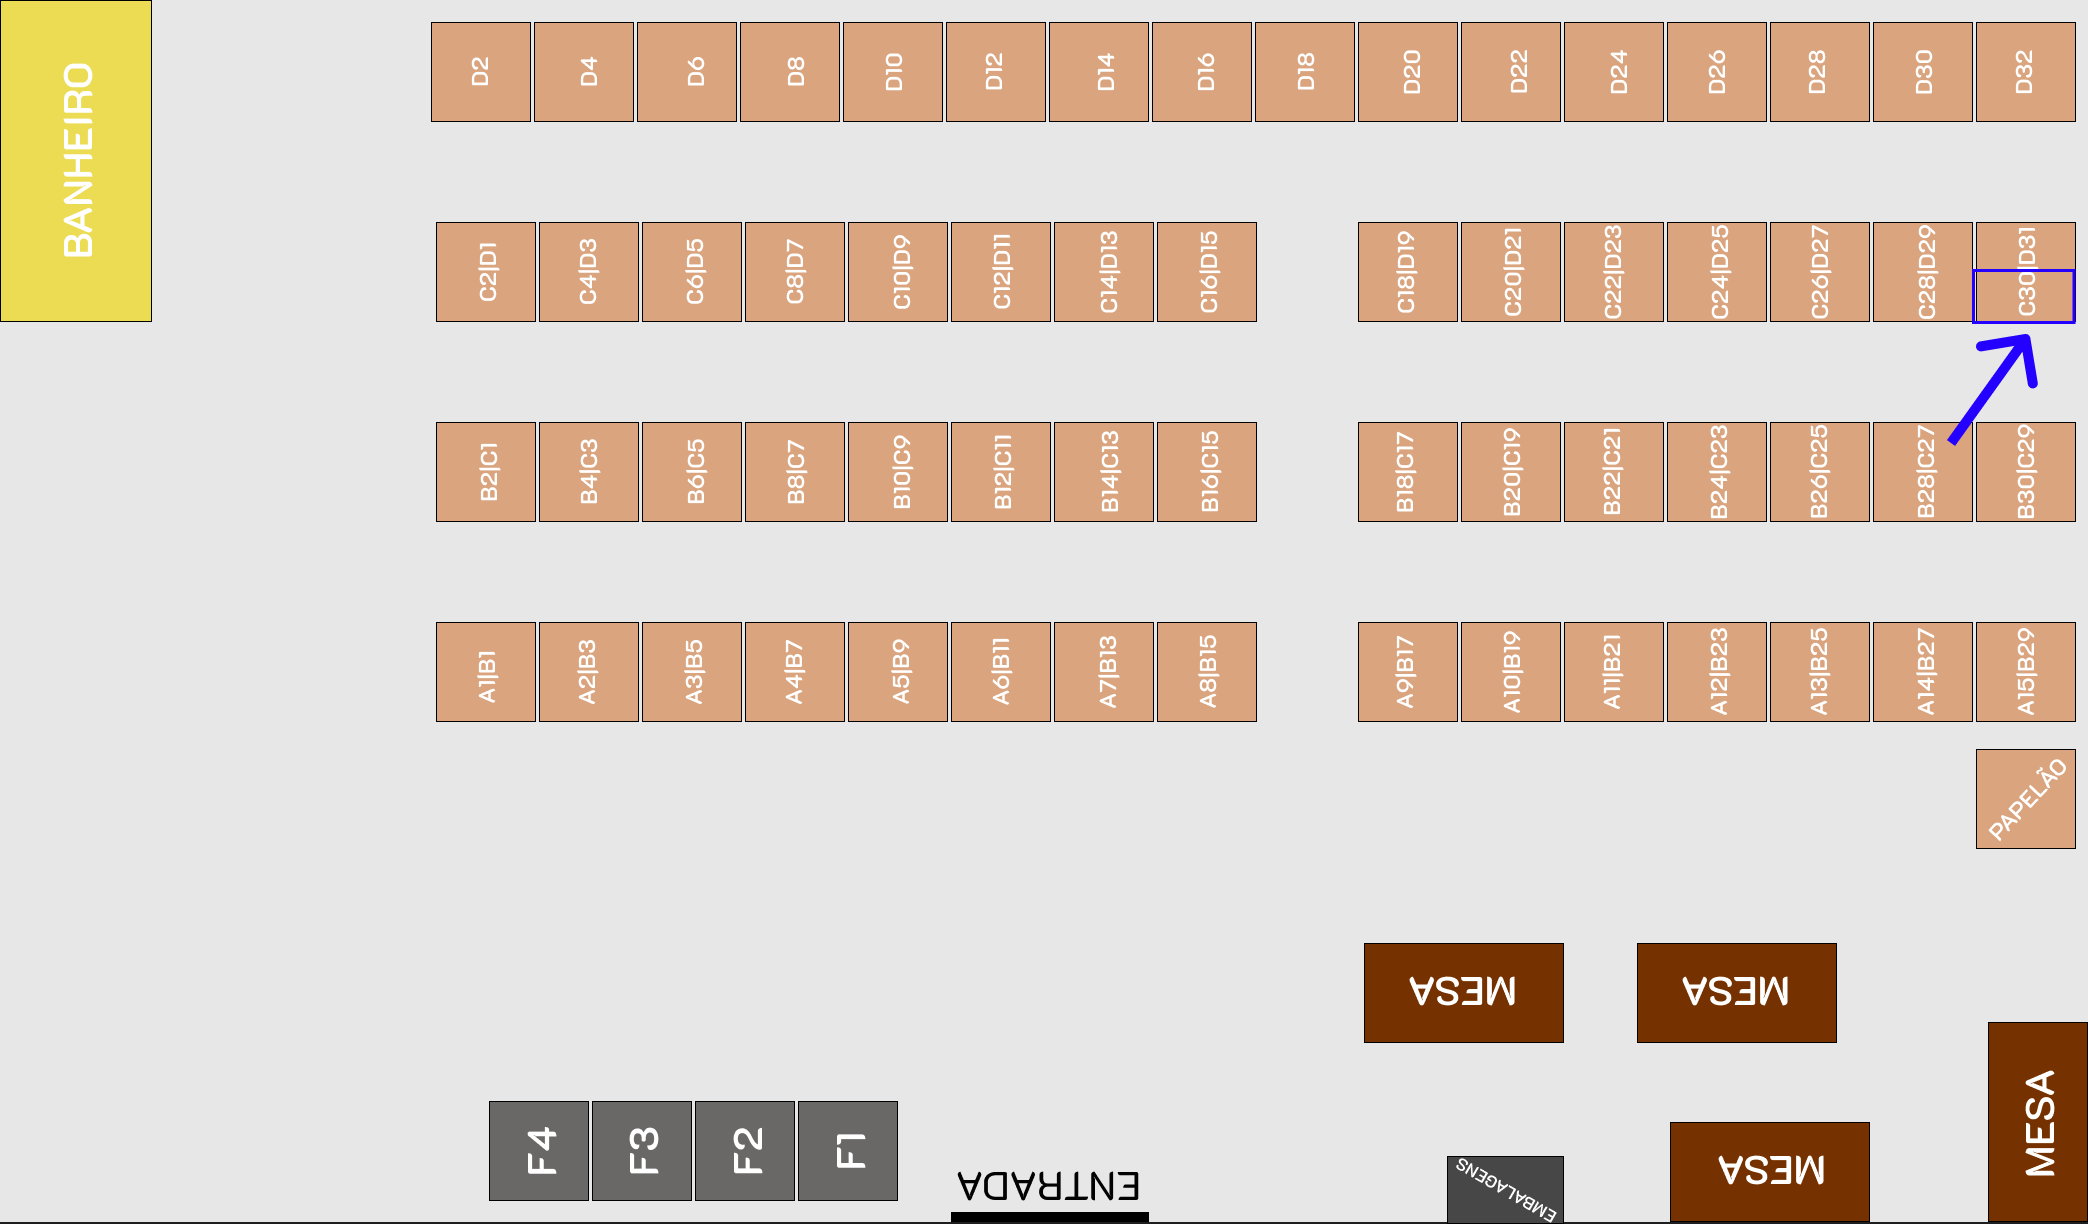 BANHEIRO
D2 D4 D6 D8 D10 D12 D14 D16 D18 D20 D22 D24 D26 D28 D30 D32
C2|D1 C4|D3 C6|D5 C8|D7 C10|D9 C12|D11 C14|D13 C16|D15 C18|D19 C20|D21 C22|D23 C24|D25 C26|D27 C28|D29 C30|D31
B2|C1 B4|C3 B6|C5 B8|C7 B10|C9 B12|C11 B14|C13 B16|C15 B18|C17 B20|C19 B22|C21 B24|C23 B26|C25 B28|C27 B30|C29
A1|B1 A2|B3 A3|B5 A4|B7 A5|B9 A6|B11 A7|B13 A8|B15 A9|B17 A10|B19 A11|B21 A12|B23 A13|B25 A14|B27 A15|B29
PAPELÃO
MESA MESA
MESA
F4 F3 F2 F1
ENTRADA
EMBALAGENS
MESA